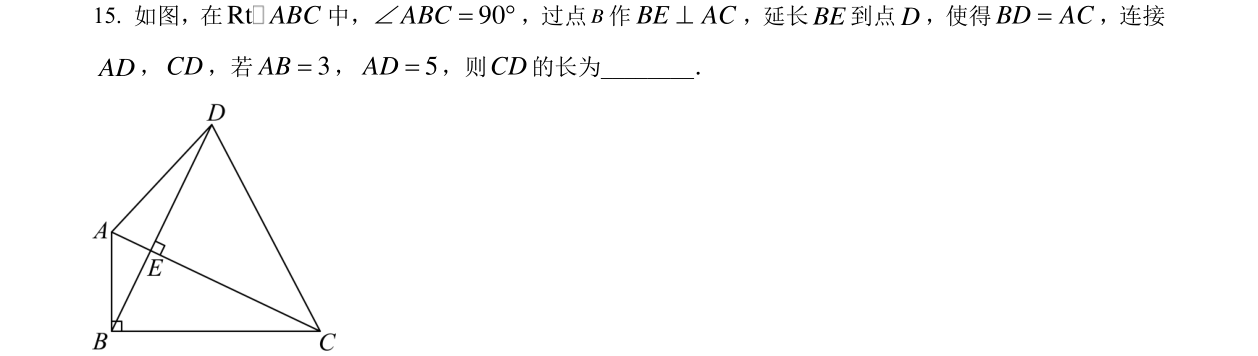 15. 如图，在Rt□ABC中，∠ABC=90°，过点B作BE⊥AC，延长BE到点D，使得BD=AC，连接
AD，CD，若AB=3，AD=5，则CD的长为________.
D
A
E
B
C